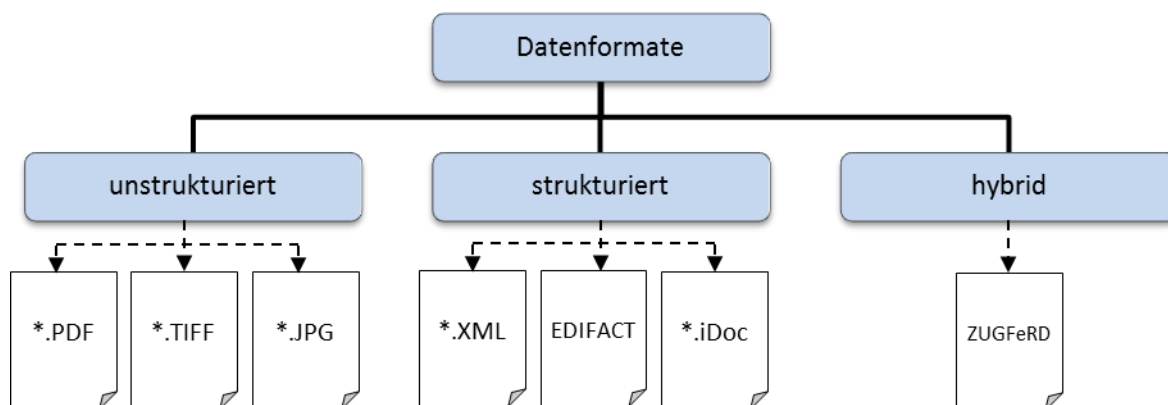 Datenformate
unstrukturiert
strukturiert
hybrid
*.PDF
*.TIFF
*.JPG
*.XML
EDIFACT
*.iDoc
ZUGFeRD